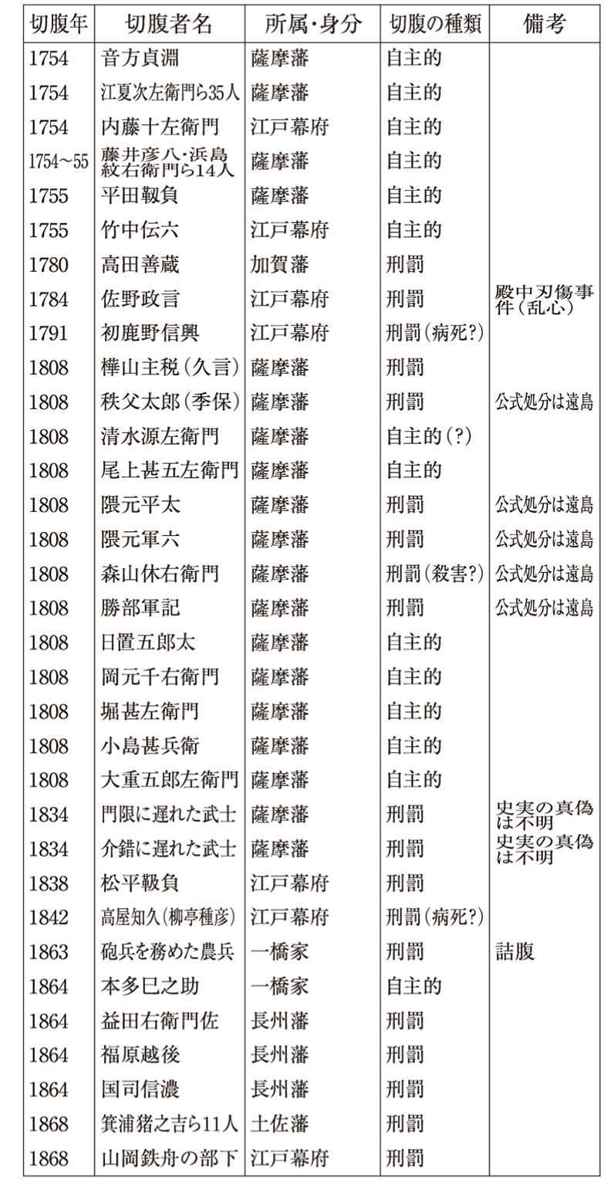 切腹年 切腹者名 所属・身分 切腹の種類 備考
1754 音方貞淵 薩摩藩 自主的
1754 江夏次左衛門ら35人 薩摩藩 自主的
1754 内藤十左衛門 江戸幕府 自主的
1754〜55 藤井彦八・浜島紋右衛門ら14人 薩摩藩 自主的
1755 平田靱負 薩摩藩 自主的
1755 竹中伝六 江戸幕府 自主的
1780 高田善蔵 加賀藩 刑罰
1784 佐野政言 江戸幕府 刑罰 殿中刃傷事件（乱心）
1791 初鹿野信興 江戸幕府 刑罰（病死？）
1808 樺山主税（久言） 薩摩藩 刑罰
1808 秩父太郎（季保） 薩摩藩 刑罰 公式処分は遠島
1808 清水源左衛門 薩摩藩 自主的（？）
1808 尾上甚五左衛門 薩摩藩 自主的
1808 隈元平太 薩摩藩 刑罰 公式処分は遠島
1808 隈元軍六 薩摩藩 刑罰 公式処分は遠島
1808 森山休右衛門 薩摩藩 刑罰（殺害？） 公式処分は遠島
1808 勝部軍記 薩摩藩 刑罰 公式処分は遠島
1808 日置五郎太 薩摩藩 自主的
1808 岡元千右衛門 薩摩藩 自主的
1808 堀甚左衛門 薩摩藩 自主的
1808 小島甚兵衛 薩摩藩 自主的
1808 大重五郎左衛門 薩摩藩 自主的
1834 門限に遅れた武士 薩摩藩 刑罰 史実の真偽は不明
1834 介錯に遅れた武士 薩摩藩 刑罰 史実の真偽は不明
1838 松平靱負 江戸幕府 刑罰
1842 高屋知久（柳亭種彦） 江戸幕府 刑罰（病死？）
1863 砲兵を務めた農兵 一橋家 刑罰 詰腹
1864 本多巳之助 一橋家 自主的
1864 益田右衛門佐 長州藩 刑罰
1864 福原越後 長州藩 刑罰
1864 国司信濃 長州藩 刑罰
1868 箕浦猪之吉ら11人 土佐藩 刑罰
1868 山岡鉄舟の部下 江戸幕府 刑罰